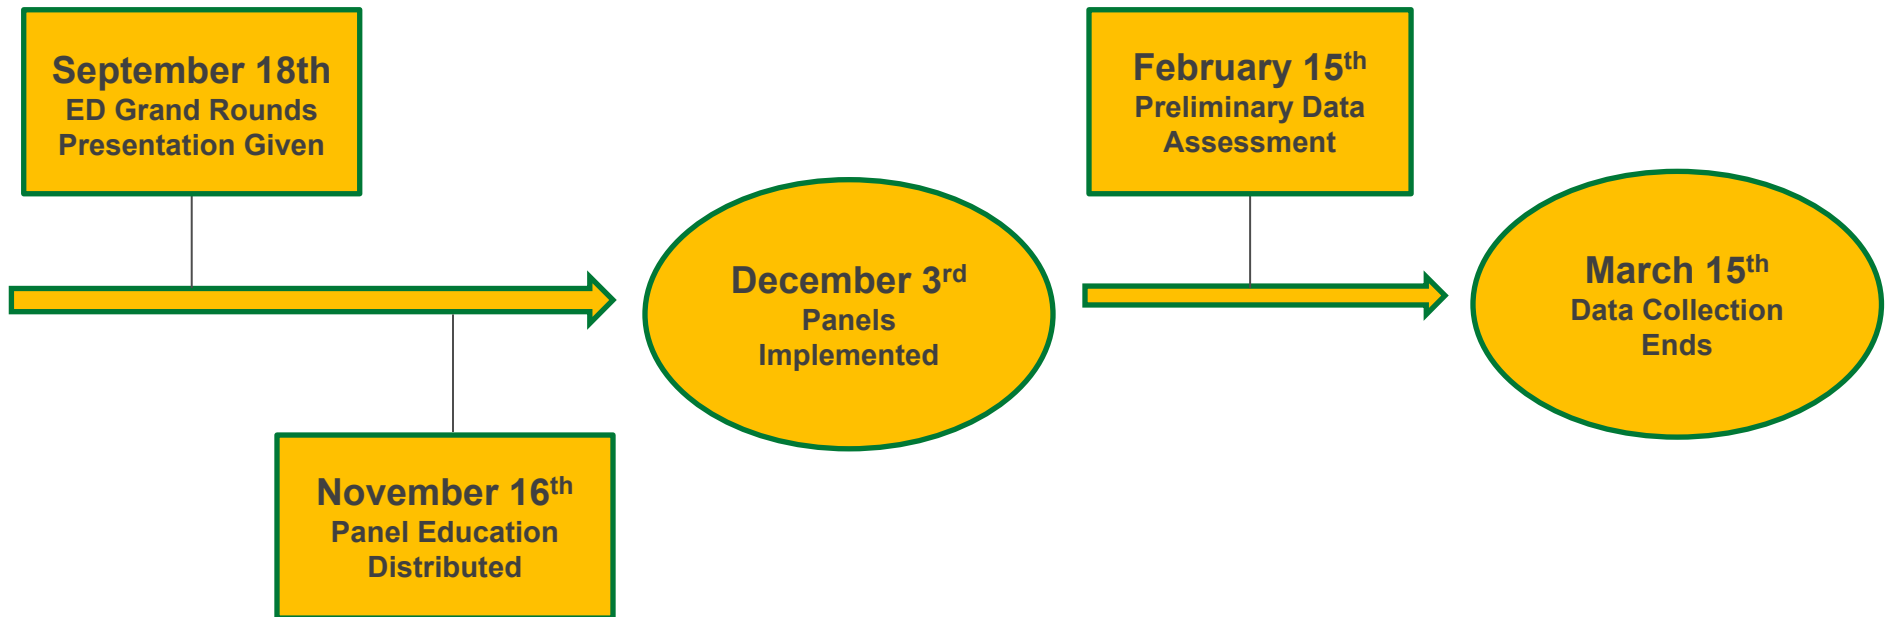 September 18th
ED Grand Rounds
Presentation Given
November 16th
Panel Education
Distributed
December 3rd
Panels
Implemented
February 15th
Preliminary Data
Assessment
March 15th
Data Collection
Ends